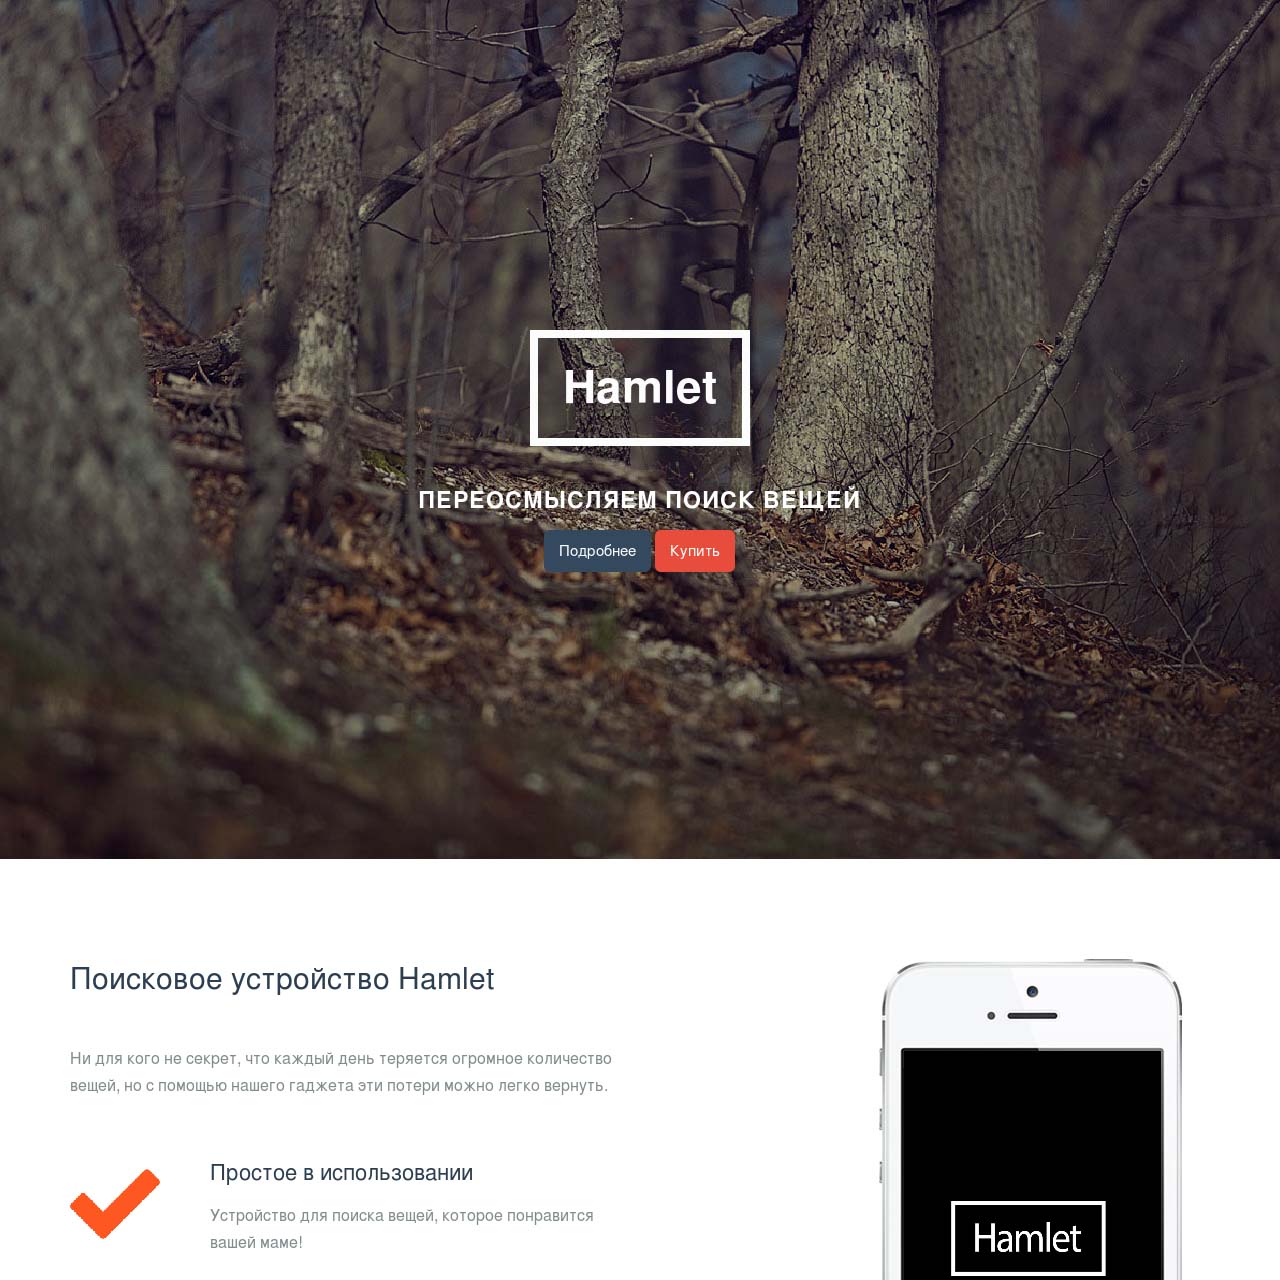 Hamlet
ПЕРЕОСМЫСЛЯЕМ ПОИСК ВЕЩЕЙ
Подробнее Купить
Поисковое устройство Hamlet
Ни для кого не секрет, что каждый день теряется огромное количество
вещей, но с помощью нашего гаджета эти потери можно легко вернуть.
Простое в использовании
Устройство для поиска вещей, которое понравится
вашей маме!
Hamlet